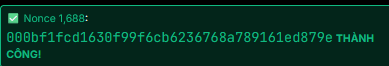 ✅ Nonce 1,688:
000bf1fcd1630f99f6cb6236768a789161ed879e THÀNH
CÔNG!